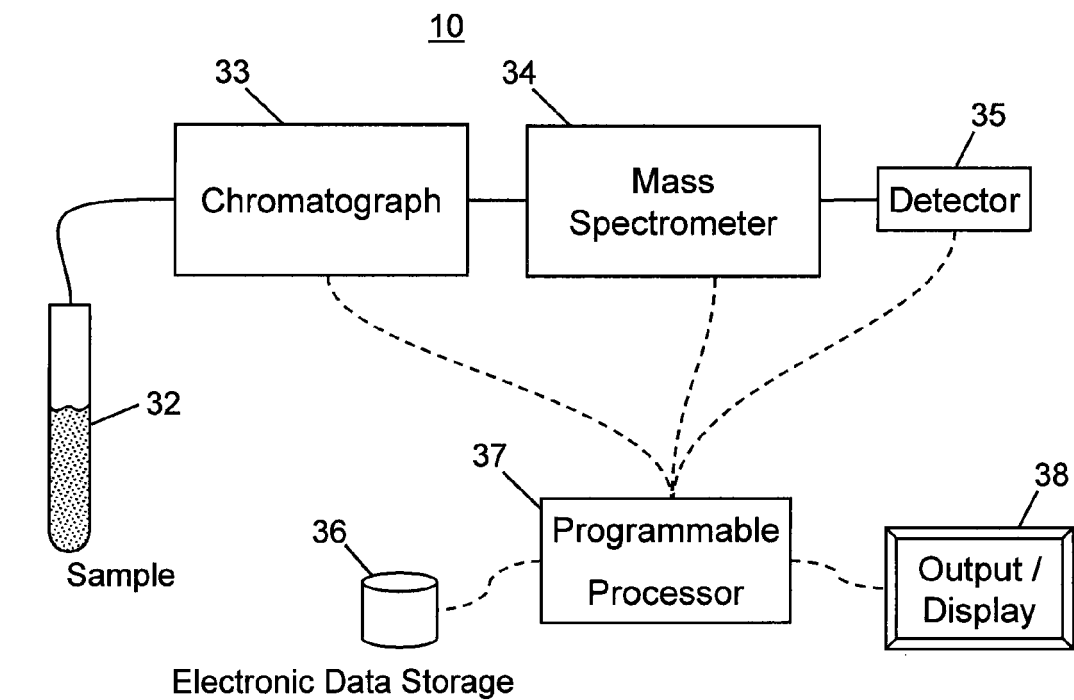 10
33
34
35
Chromatograph
Mass
Spectrometer
Detector
32
Sample
37
38
36
Programmable
Processor
Output /
Display
Electronic Data Storage